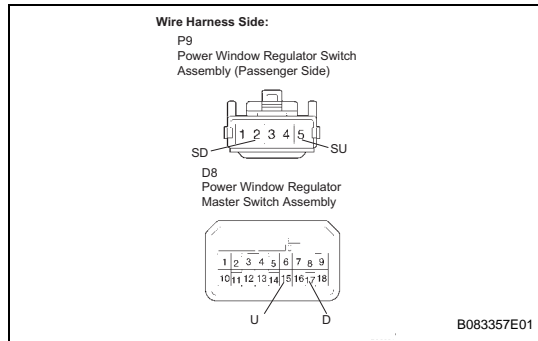 Wire Harness Side:
P9
Power Window Regulator Switch
Assembly (Passenger Side)
1 2 3 4 5
SD
SU
D8
Power Window Regulator
Master Switch Assembly
1 2 3 4 5 6 7 8 9
10 11 12 13 14 15 16 17 18
U
D
B083357E01